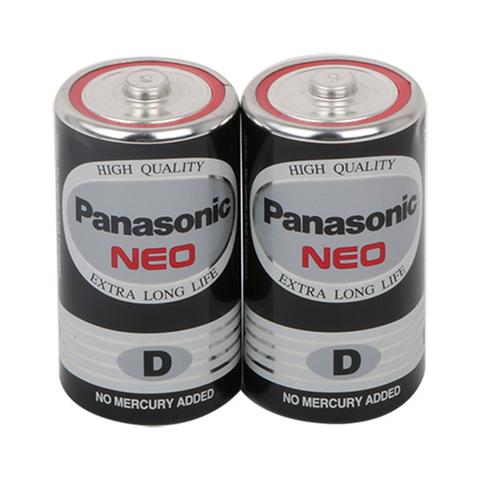 HIGH QUALITY
Panasonic
NEO
EXTRA LONG LIFE
D
NO MERCURY ADDED
HIGH QUALITY
Panasonic
NEO
EXTRA LONG LIFE
D
NO MERCURY ADDED